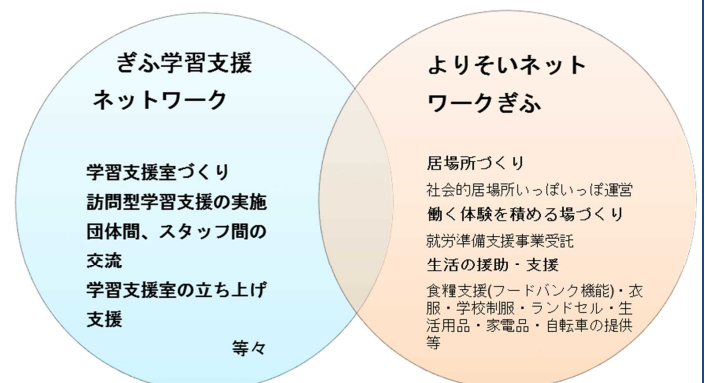 ぎふ学習支援
ネットワーク
学習支援室づくり
訪問型学習支援の実施
団体間、スタッフ間の
交流
学習支援室の立ち上げ
支援
等々
よりそいネット
ワークぎふ
居場所づくり
社会的居場所いっぽいっぽ運営
働く体験を積める場づくり
就労準備支援事業受託
生活の援助・支援
食糧支援(フードバンク機能)・衣
服・学校制服・ランドセル・生
活用品・家電品・自転車の提供
等